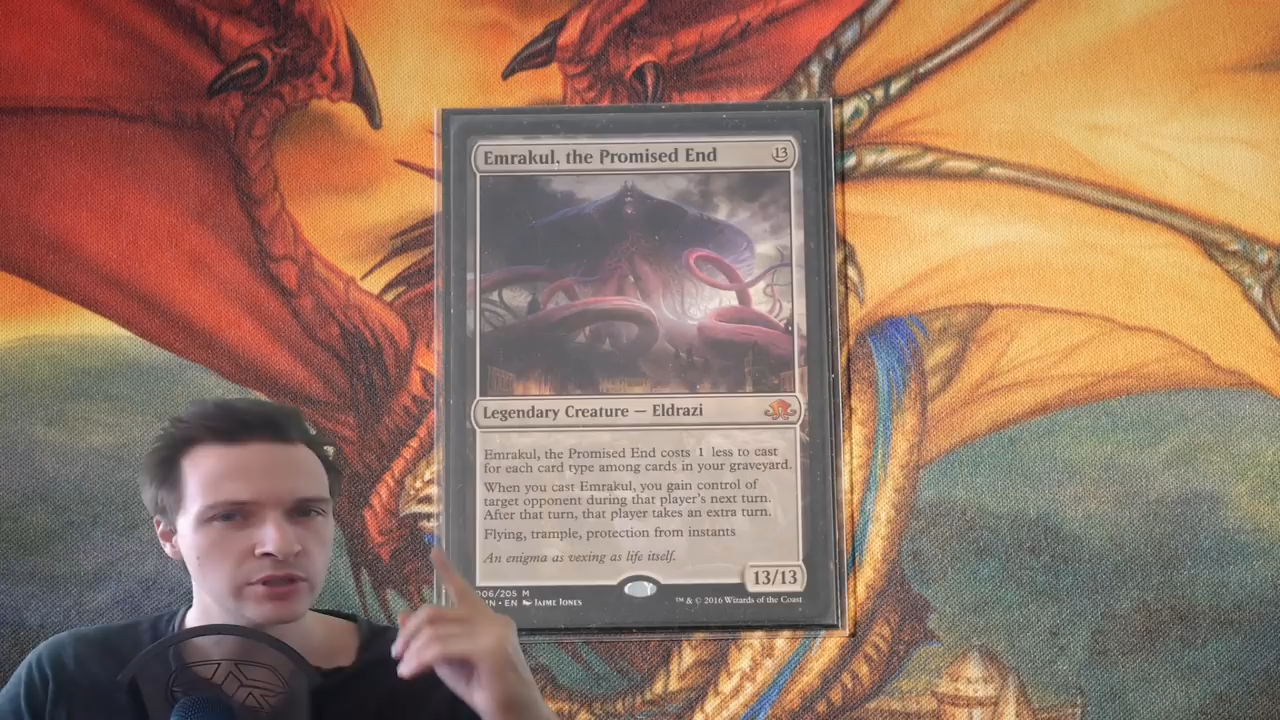 Emrakul, the Promised End 13
Legendary Creature — Eldrazi
Emrakul, the Promised End costs 1 less to cast
for each card type among cards in your graveyard.
When you cast Emrakul, you gain control of
target opponent during that player's next turn.
After that turn, that player takes an extra turn.
Flying, trample, protection from instants
An enigma as vexing as life itself.
13/13
006/205 M
EN JAIME JONES
™ & © 2016 Wizards of the Coast